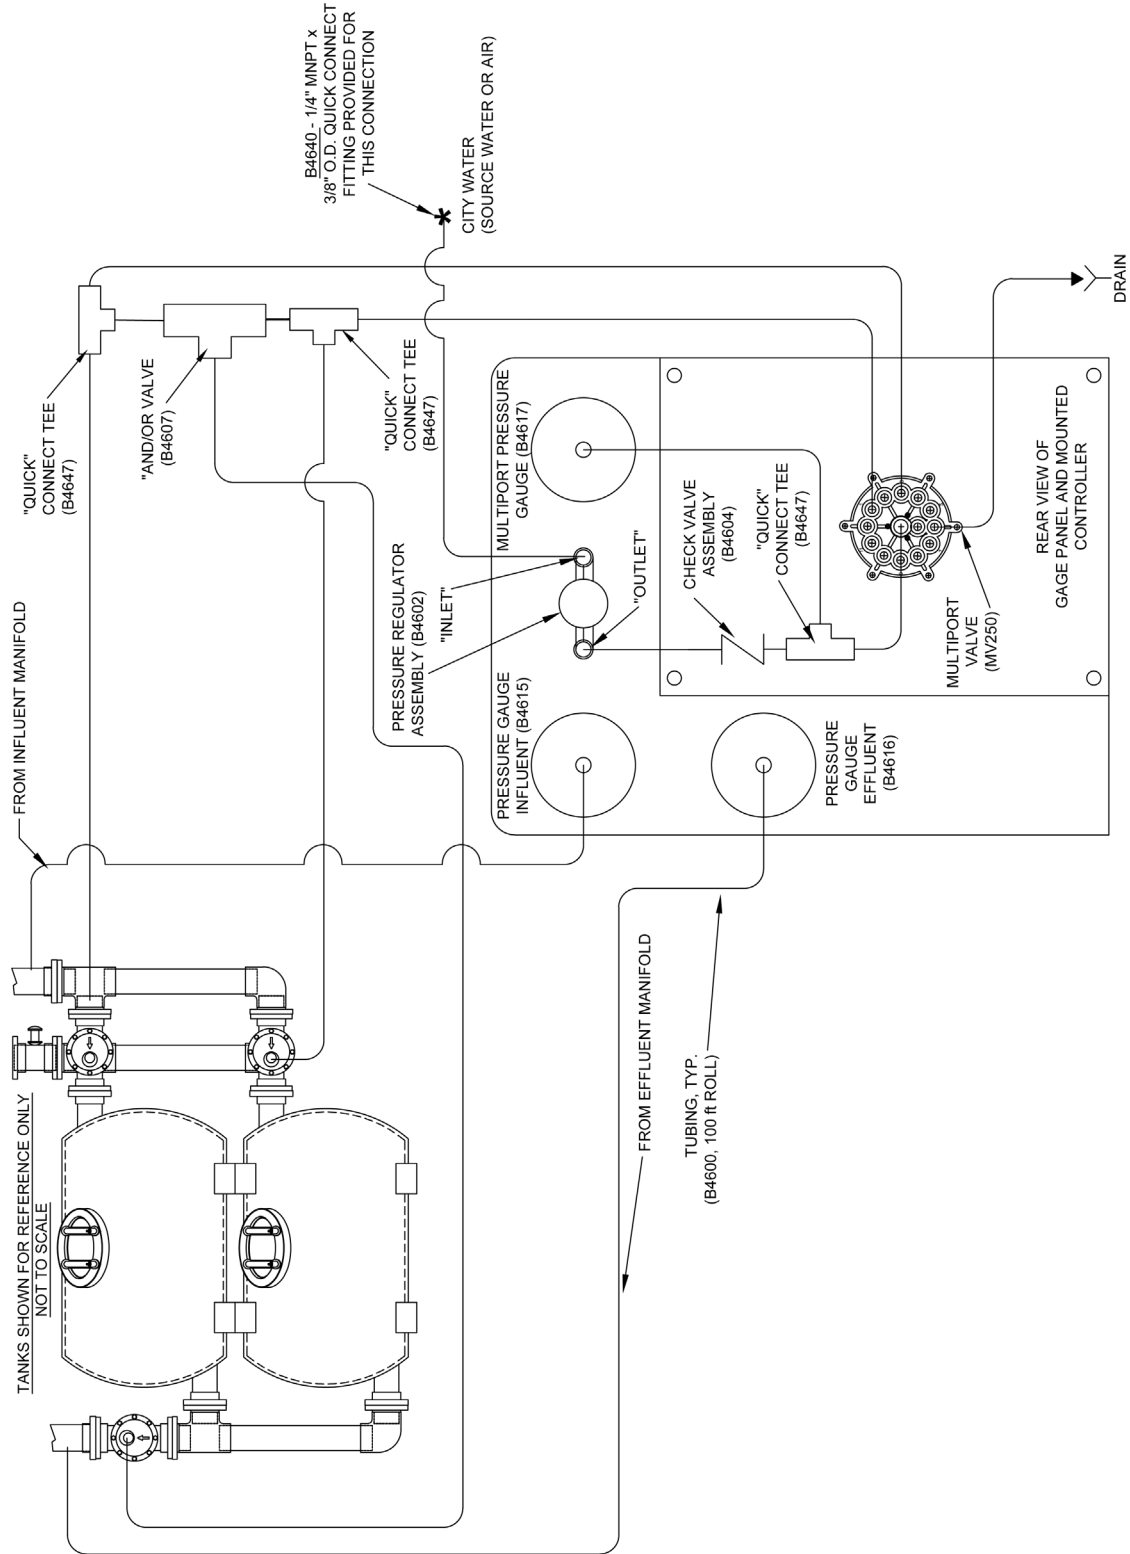 TANKS SHOWN FOR REFERENCE ONLY
NOT TO SCALE
FROM INFLUENT MANIFOLD
"QUICK"
CONNECT TEE
(B4647)
"AND/OR VALVE
(B4607)
"QUICK"
CONNECT TEE
(B4647)
B4640 - 1/4" MNPT x
3/8" O.D. QUICK CONNECT
FITTING PROVIDED FOR
THIS CONNECTION
CITY WATER
(SOURCE WATER OR AIR)
PRESSURE REGULATOR
ASSEMBLY (B4602)
"INLET"
MULTIPORT PRESSURE
GAUGE (B4617)
PRESSURE GAUGE
INFLUENT (B4615)
"OUTLET"
CHECK VALVE
ASSEMBLY
(B4604)
"QUICK"
CONNECT TEE
(B4647)
FROM EFFLUENT MANIFOLD
TUBING, TYP.
(B4600, 100 ft ROLL)
PRESSURE
GAUGE
EFFLUENT
(B4616)
MULTIPORT
VALVE
(MV250)
REAR VIEW OF
GAGE PANEL AND MOUNTED
CONTROLLER
DRAIN